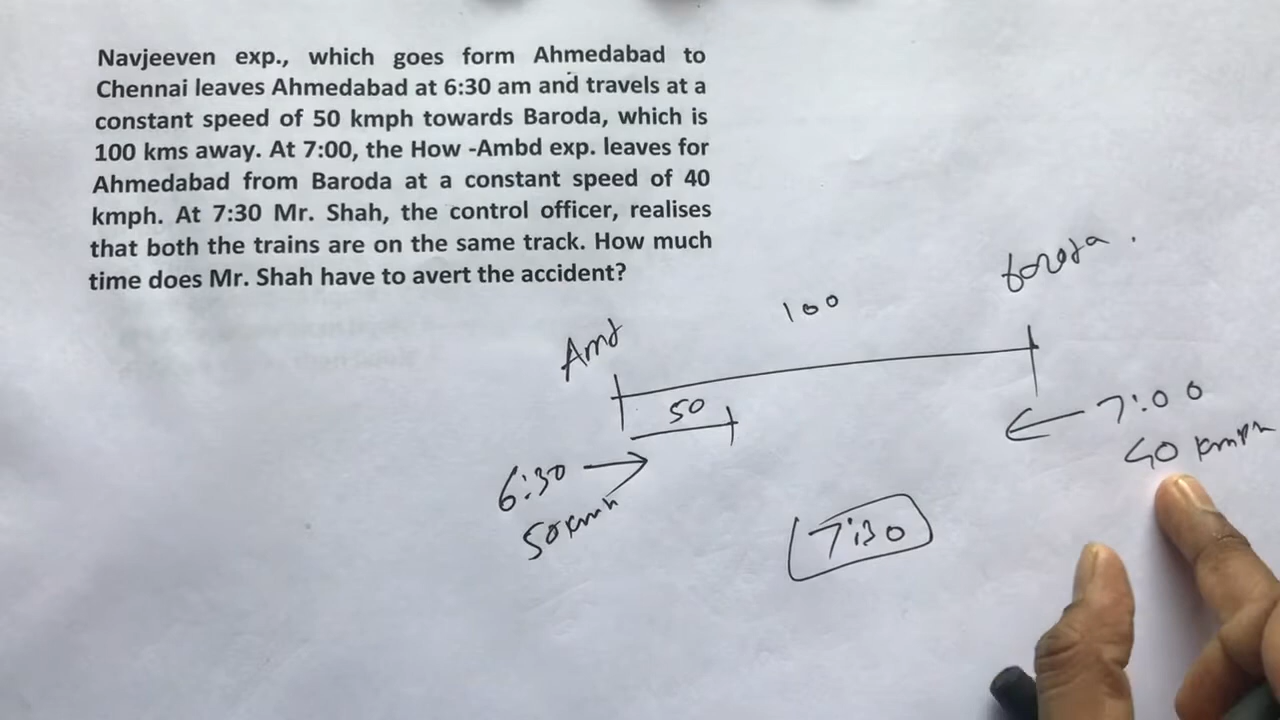 Navjeeven exp., which goes form Ahmedabad to
Chennai leaves Ahmedabad at 6:30 am and travels at a
constant speed of 50 kmph towards Baroda, which is
100 kms away. At 7:00, the How -Ambd exp. leaves for
Ahmedabad from Baroda at a constant speed of 40
kmph. At 7:30 Mr. Shah, the control officer, realises
that both the trains are on the same track. How much
time does Mr. Shah have to avert the accident?
100
Amd
50
7:00
40 kmph
6:30
50 kmh
7:30